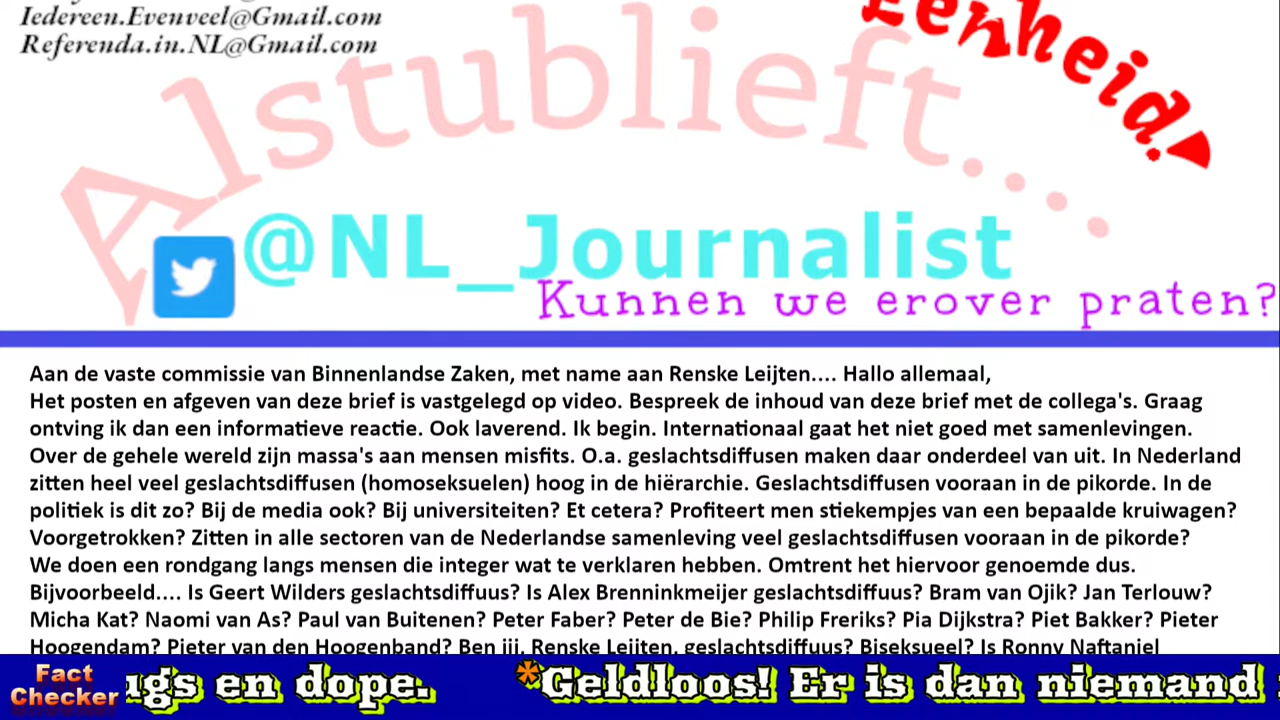 Iedereen.Evenveel@Gmail.com
Referenda.in.NL@Gmail.com
Eenheid!
Alstublieft....
@NL_Journalist
Kunnen we erover praten?
Aan de vaste commissie van Binnenlandse Zaken, met name aan Renske Leijten.... Hallo allemaal,
Het posten en afgeven van deze brief is vastgelegd op video. Bespreek de inhoud van deze brief met de collega's. Graag
ontving ik dan een informatieve reactie. Ook laverend. Ik begin. Internationaal gaat het niet goed met samenlevingen.
Over de gehele wereld zijn massa's aan mensen misfits. O.a. geslachtsdiffusen maken daar onderdeel van uit. In Nederland
zitten heel veel geslachtsdiffusen (homoseksuelen) hoog in de hiërarchie. Geslachtsdiffusen vooraan in de pikorde. In de
politiek is dit zo? Bij de media ook? Bij universiteiten? Et cetera? Profiteert men stiekempjes van een bepaalde kruiwagen?
Voorgetrokken? Zitten in alle sectoren van de Nederlandse samenleving veel geslachtsdiffusen vooraan in de pikorde?
We doen een rondgang langs mensen die integer wat te verklaren hebben. Omtrent het hiervoor genoemde dus.
Bijvoorbeeld.... Is Geert Wilders geslachtsdiffuus? Is Alex Brenninkmeijer geslachtsdiffuus? Bram van Ojik? Jan Terlouw?
Micha Kat? Naomi van As? Paul van Buitenen? Peter Faber? Peter de Bie? Philip Freriks? Pia Dijkstra? Piet Bakker? Pieter
Hoogendam? Pieter van den Hoogenband? Ben jij, Renske Leijten, geslachtsdiffuus? Biseksueel? Is Ronny Naftaniel
Fact
Checker
ugs en dope. *Geldloos! Er is dan niemand